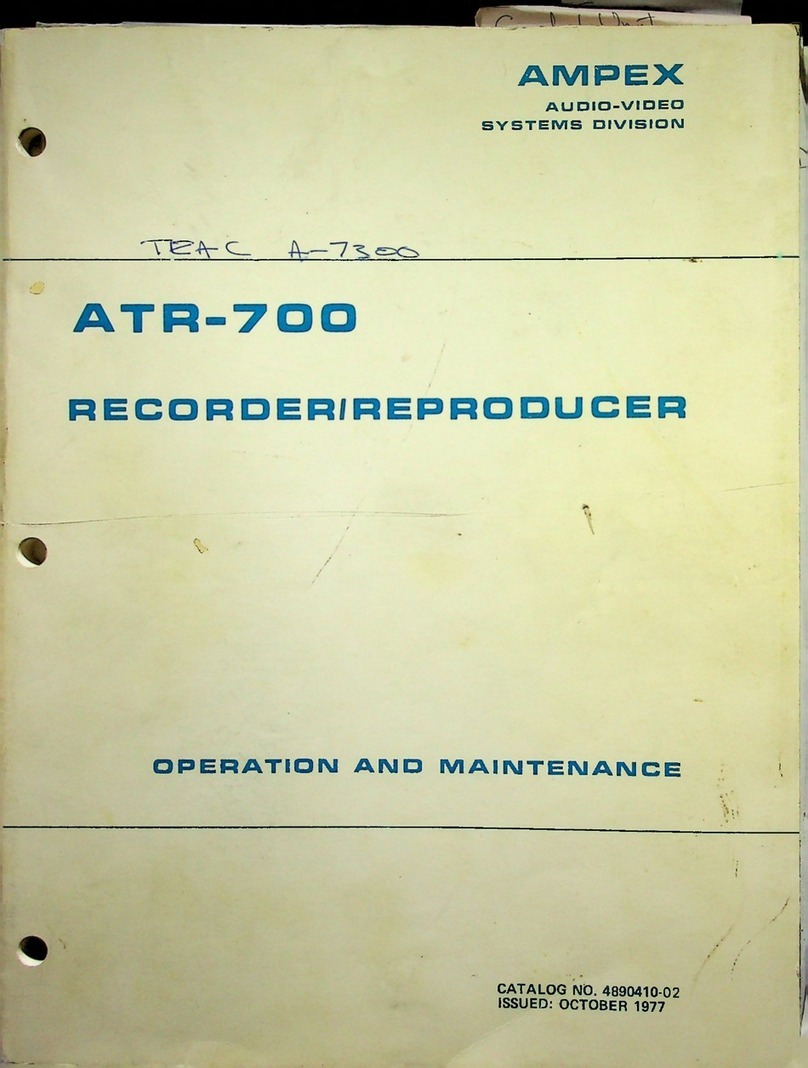 AMPEX
AUDIO-VIDEO
SYSTEMS DIVISION
TEAC A-7300
ATR-700
RECORDER/REPRODUCER
OPERATION AND MAINTENANCE
CATALOG NO. 4890410-02
ISSUED: OCTOBER 1977